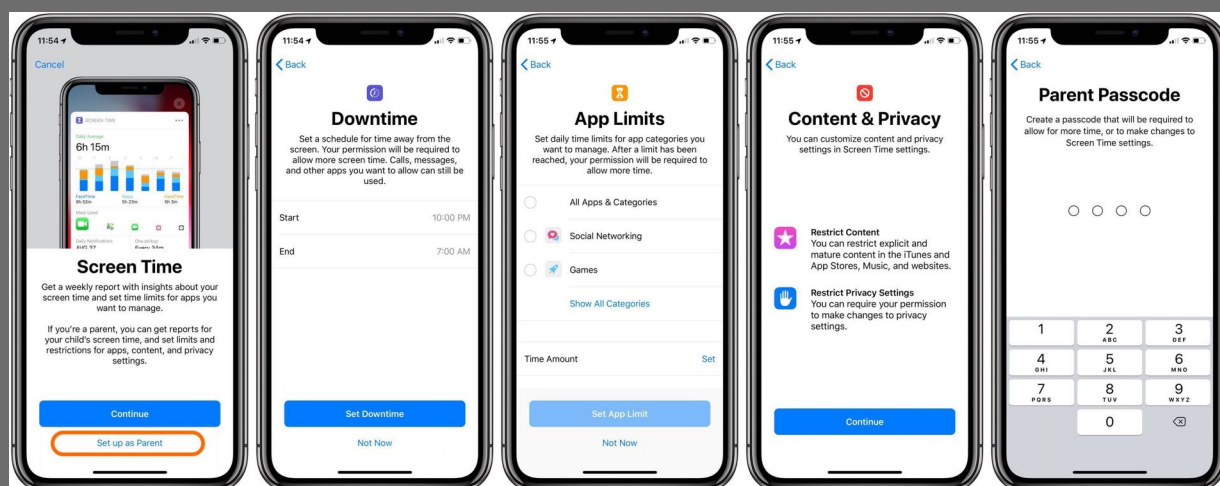 11:54
Cancel
SCREEN TIME
Daily Average
6h 15m
Most Used
Daily Notifications
One pickup
Screen Time
Get a weekly report with insights about your
screen time and set time limits for apps you
want to manage.
If you're a parent, you can get reports for
your child's screen time, and set limits and
restrictions for apps, content, and privacy
settings.
Continue
Set up as Parent
11:54
Back
Downtime
Set a schedule for time away from the
screen. Your permission will be required to
allow more screen time. Calls, messages,
and other apps you want to allow can still be
used.
Start 10:00 PM
End 7:00 AM
Set Downtime
Not Now
11:55
Back
App Limits
Set daily time limits for app categories you
want to manage. After a limit has been
reached, your permission will be required to
allow more time.
All Apps & Categories
Social Networking
Games
Show All Categories
Time Amount Set
Set App Limit
Not Now
11:55
Back
Content & Privacy
You can customize content and privacy
settings in Screen Time settings.
Restrict Content
You can restrict explicit and
mature content in the iTunes and
App Stores, Music, and websites.
Restrict Privacy Settings
You can require your permission
to make changes to privacy
settings.
Continue
11:55
Back
Parent Passcode
Create a passcode that will be required to
allow for more time, or to make changes to
Screen Time settings.
1 2 3
ABC DEF
4 5 6
GHI JKL MNO
7 8 9
PQRS TUV WXYZ
0